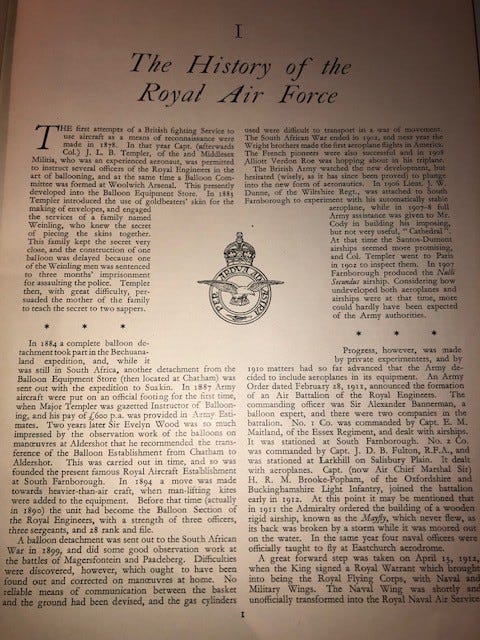 I
The History of the
Royal Air Force
THE first attempts of a British fighting Service to
use aircraft as a means of reconnaissance were
made in 1878. In that year Capt. (afterwards
Col.) J. L. B. Templer, of the and Middlesex
Militia, who was an experienced aeronaut, was permitted
to instruct several officers of the Royal Engineers in the
art of ballooning, and at the same time a Balloon Com-
mittee was formed at Woolwich Arsenal. This presently
developed into the Balloon Equipment Store. In 1883
Templer introduced the use of goldbeaters' skin for the
making of envelopes, and engaged
the services of a family named
Weinling, who knew the secret
of piecing the skins together.
This family kept the secret very
close, and the construction of one
balloon was delayed because one
of the Weinling men was sentenced
to three months' imprisonment
for assaulting the police. Templer
then, with great difficulty, per-
suaded the mother of the family
to teach the secret to two sappers.
* * *
In 1884 a complete balloon de-
tachment took part in the Bechuana-
land expedition, and, while it
was still in South Africa, another detachment from the
Balloon Equipment Store (then located at Chatham) was
sent out with the expedition to Suakin. In 1887 Army
aircraft were put on an official footing for the first time,
when Major Templer was gazetted Instructor of Balloon-
ing, and his pay of £600 p.a. was provided in Army Esti-
mates. Two years later Sir Evelyn Wood was so much
impressed by the observation work of the balloons on
manœuvres at Aldershot that he recommended the trans-
ference of the Balloon Establishment from Chatham to
Aldershot. This was carried out in time, and so was
founded the present famous Royal Aircraft Establishment
at South Farnborough. In 1894 a move was made
towards heavier-than-air craft, when man-lifting kites
were added to the equipment. Before that time (actually
in 1890) the unit had become the Balloon Section of
the Royal Engineers, with a strength of three officers,
three sergeants, and 28 rank and file.
A balloon detachment was sent out to the South African
War in 1899, and did some good observation work at
the battles of Magersfontein and Paadeberg. Difficulties
were discovered, however, which ought to have been
found out and corrected on manœuvres at home. No
reliable means of communication between the basket
and the ground had been devised, and the gas cylinders
used were difficult to transport in a war of movement.
The South African War ended in 1902, and next year the
Wright brothers made the first aeroplane flights in America.
The French pioneers were also successful and in 1908
Alliott Verdon Roe was hopping about in his triplane.
The British Army watched the new development, but
hesitated (wisely, as it has since been proved) to plunge
into the new form of aeronautics. In 1906 Lieut. J. W.
Dunne, of the Wiltshire Regt., was attached to South
Farnborough to experiment with his automatically stable
aeroplane, while in 1907–8 full
Army assistance was given to Mr.
Cody in building his imposing,
but not very useful, "Cathedral".
At that time the Santos-Dumont
airships seemed more promising,
and Col. Templer went to Paris
in 1902 to inspect them. In 1907
Farnborough produced the Nulli
Secundus airship. Considering how
undeveloped both aeroplanes and
airships were at that time, more
could hardly have been expected
of the Army authorities.
* * *
Progress, however, was made
by private experimenters, and by
1910 matters had so far advanced that the Army de-
cided to include aeroplanes in its equipment. An Army
Order dated February 28, 1911, announced the formation
of an Air Battalion of the Royal Engineers. The
commanding officer was Sir Alexander Bannerman, a
balloon expert, and there were two companies in the
battalion. No. 1 Co. was commanded by Capt. E. M.
Maitland, of the Essex Regiment, and dealt with airships.
It was stationed at South Farnborough. No. 2 Co.
was commanded by Capt. J. D. B. Fulton, R.F.A., and
was stationed at Larkhill on Salisbury Plain. It dealt
with aeroplanes. Capt. (now Air Chief Marshal Sir)
H. R. M. Brooke-Popham, of the Oxfordshire and
Buckinghamshire Light Infantry, joined the battalion
early in 1912. At this point it may be mentioned that
in 1911 the Admiralty ordered the building of a wooden
rigid airship, known as the Mayfly, which never flew, as
its back was broken by a storm while it was moored out
on the water. In the same year four naval officers were
officially taught to fly at Eastchurch aerodrome.
A great forward step was taken on April 13, 1912,
when the King signed a Royal Warrant which brought
into being the Royal Flying Corps, with Naval and
Military Wings. The Naval Wing was shortly and
unofficially transformed into the Royal Naval Air Service
1